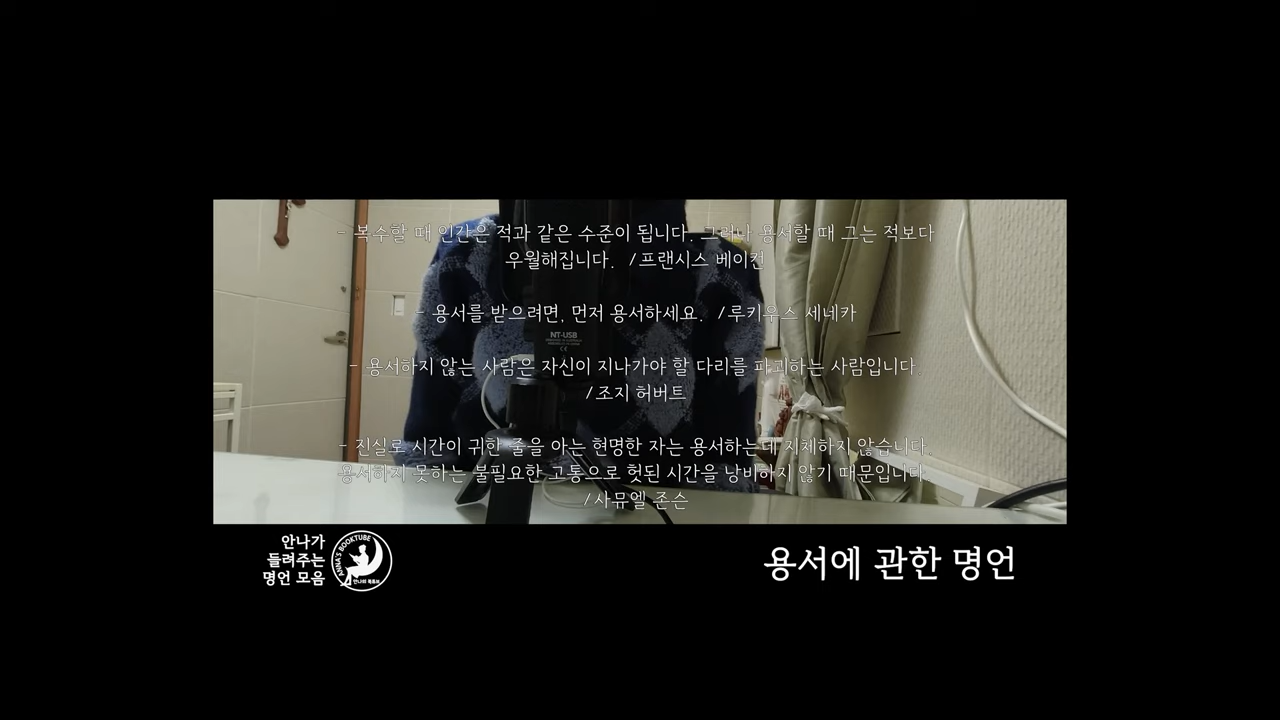 - 복수할 때 인간은 적과 같은 수준이 됩니다. 그러나 용서할 때 그는 적보다
우월해집니다. /프랜시스 베이컨
- 용서를 받으려면, 먼저 용서하세요. /루키우스 세네카
NT-USB
- 용서하지 않는 사람은 자신이 지나가야 할 다리를 파괴하는 사람입니다.
/조지 허버트
- 진실로 시간이 귀한 줄을 아는 현명한 자는 용서하는데 지체하지 않습니다.
용서하지 못하는 불필요한 고통으로 헛된 시간을 낭비하지 않기 때문입니다.
/사뮤엘 존슨
안나가
들려주는
명언 모음
ANNA'S BOOKTUBE
안나의 북튜브
용서에 관한 명언